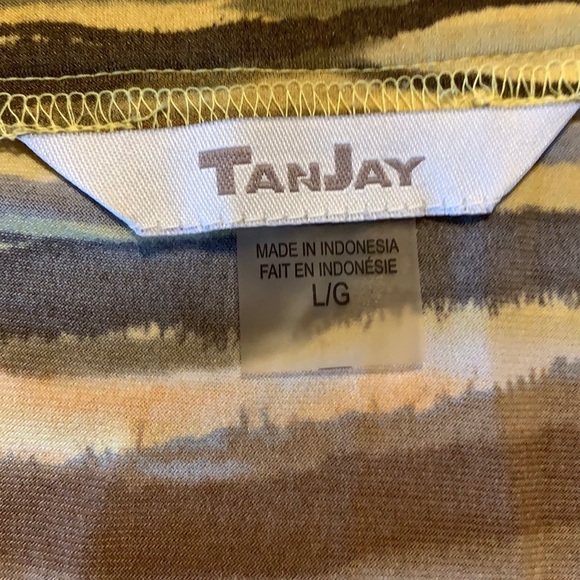 TANJAY
MADE IN INDONESIA
FAIT EN INDONÉSIE
L/G